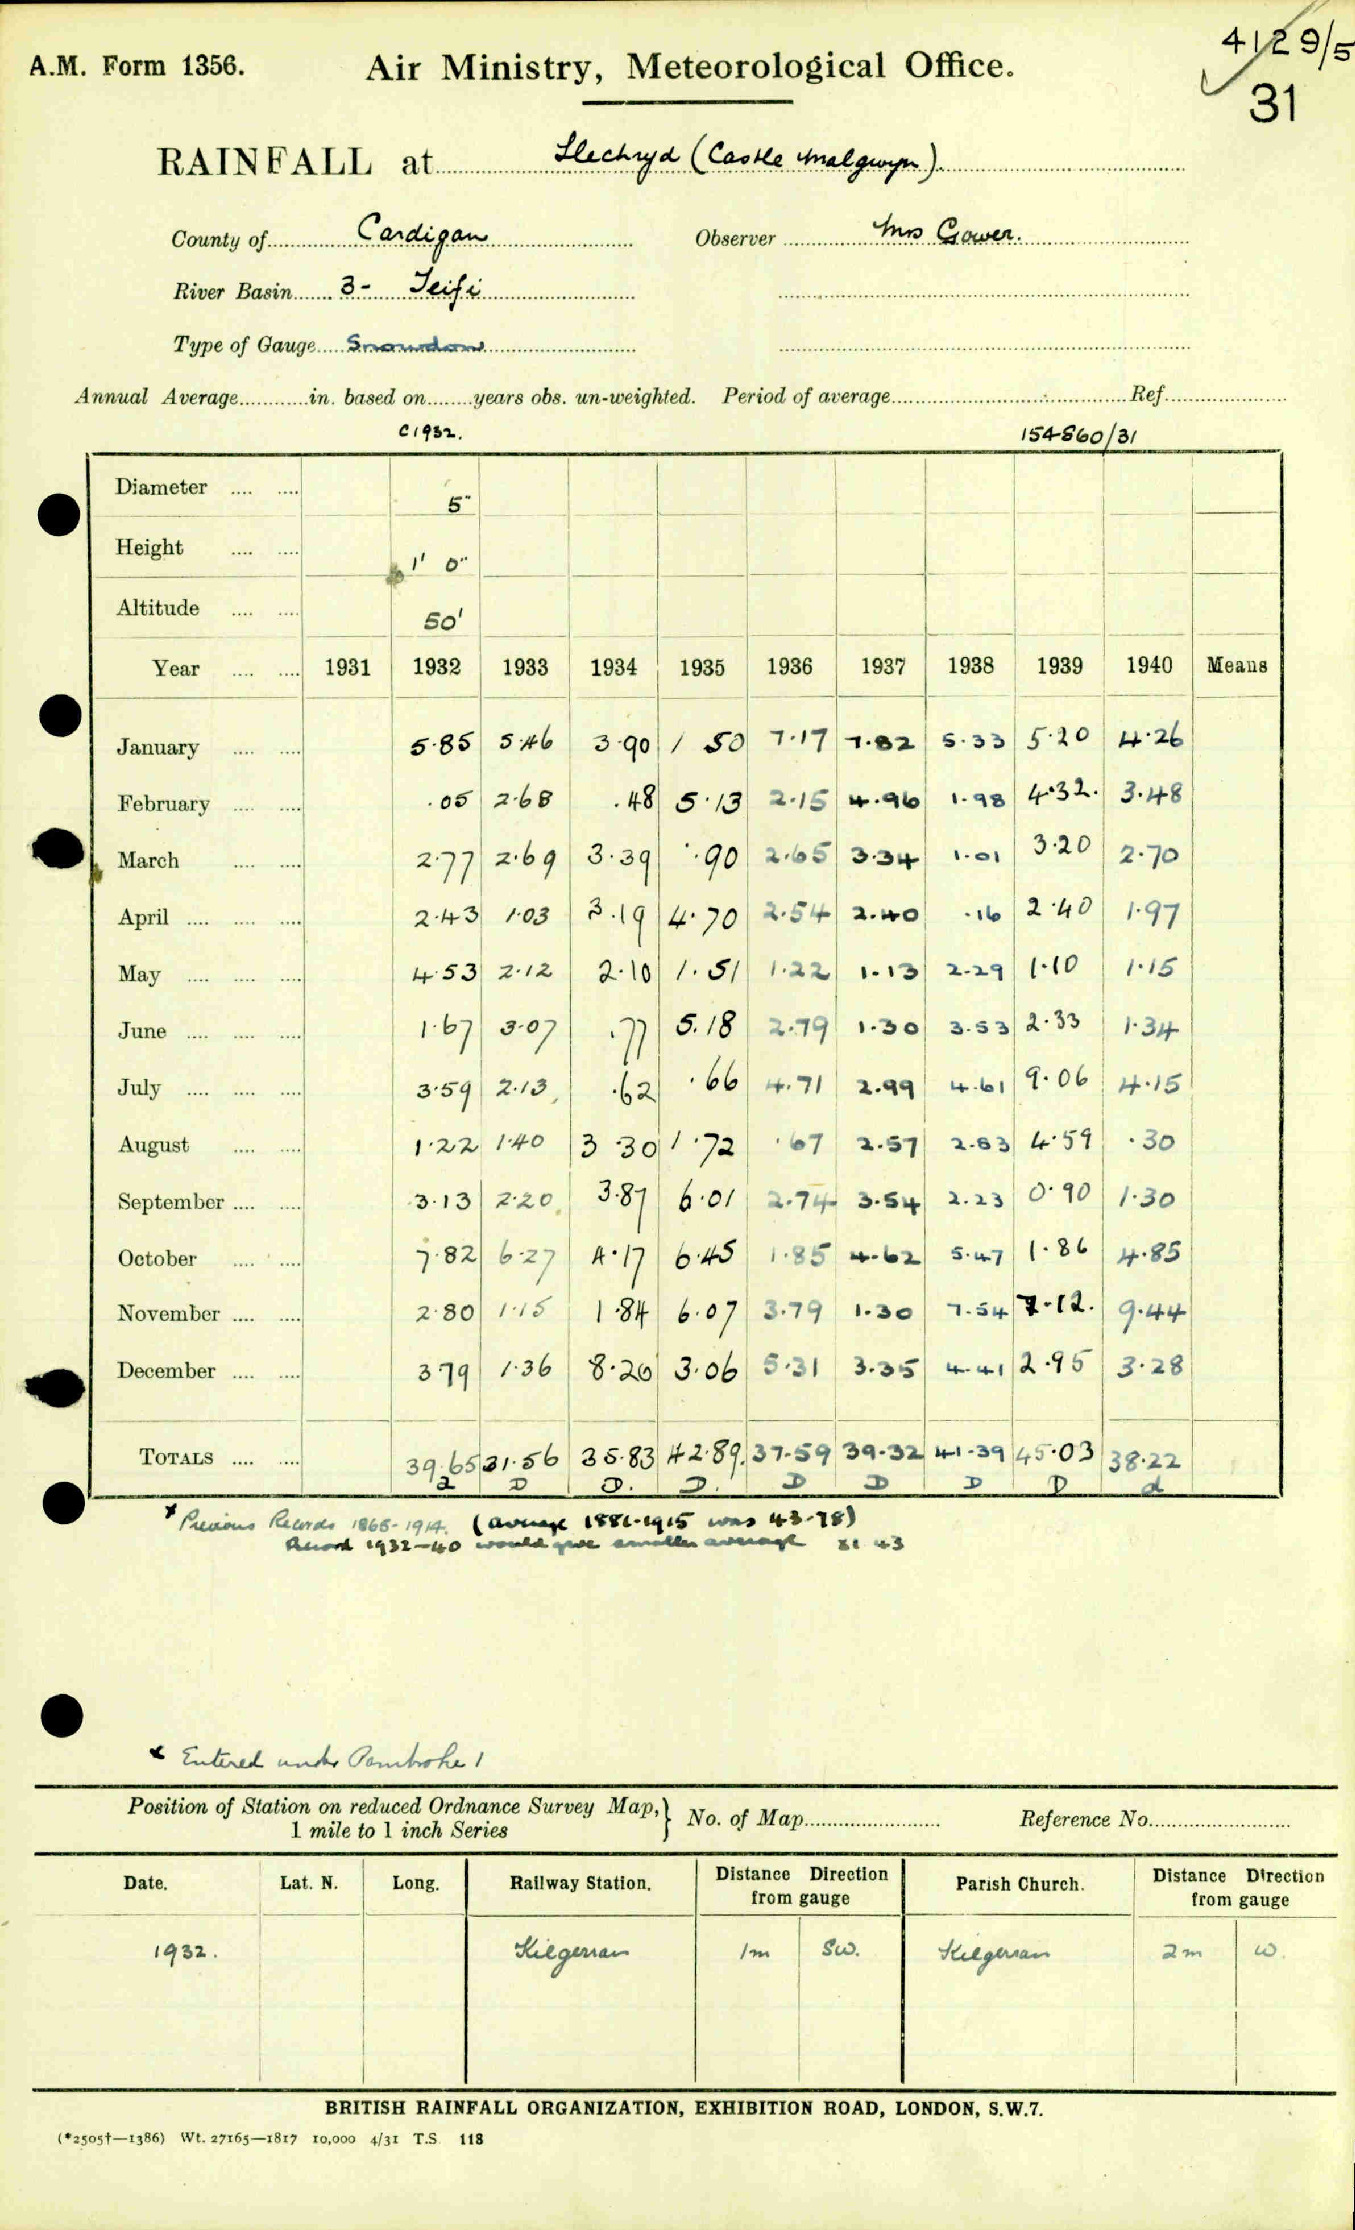 4129/5
A.M. Form 1356.
Air Ministry, Meteorological Office.
31
RAINFALL at Llechryd (Castle Malgwyn).
County of Cardigan Observer Mrs Gower.
River Basin 3- Teifi
Type of Gauge Snowdon
Annual Average in. based on years obs. un-weighted. Period of average Ref.
C1932. 154860/31
Diameter 5"
Height 1' 0"
Altitude 50'
Year 1931 1932 1933 1934 1935 1936 1937 1938 1939 1940 Means
January 5.85 5.46 3.90 1 50 7.17 7.82 5.33 5.20 4.26
February .05 2.68 .48 5.13 2.15 4.96 1.98 4.32. 3.48
March 2.77 2.69 3.39 .90 2.65 3.34 1.01 3.20 2.70
April 2.43 1.03 3.19 4.70 2.54 2.40 .16 2.40 1.97
May 4.53 2.12 2.10 1.51 1.22 1.13 2.29 1.10 1.15
June 1.67 3.07 .77 5.18 2.79 1.30 3.53 2.33 1.34
July 3.59 2.13 .62 .66 4.71 2.99 4.61 9.06 4.15
August 1.22 1.40 3.30 1.72 .67 2.57 2.83 4.59 .30
September 3.13 2.20 3.87 6.01 2.74 3.54 2.23 0.90 1.30
October 7.82 6.27 4.17 6.45 1.85 4.62 5.47 1.86 4.85
November 2.80 1.15 1.84 6.07 3.79 1.30 7.54 7.12. 9.44
December 3.79 1.36 8.20 3.06 5.31 3.35 4.41 2.95 3.28
TOTALS 39.65 31.56 35.83 42.89. 37.59 39.32 41.39 45.03 38.22
D D. D. D D D D d
* Previous Records 1865-1914. (average 1881-1915 was 43.78)
Record 1932-40 would give smaller average 43
* Entered under Pembroke 1
Position of Station on reduced Ordnance Survey Map, 1 mile to 1 inch Series } No. of Map Reference No.
Date. Lat. N. Long. Railway Station. Distance Direction from gauge Parish Church. Distance Direction from gauge
1932. Kilgerran 1m SW. Kilgerran 2m W.
BRITISH RAINFALL ORGANIZATION, EXHIBITION ROAD, LONDON, S.W.7.
(*2505†—1386) Wt. 27165—1817 10,000 4/31 T.S. 118